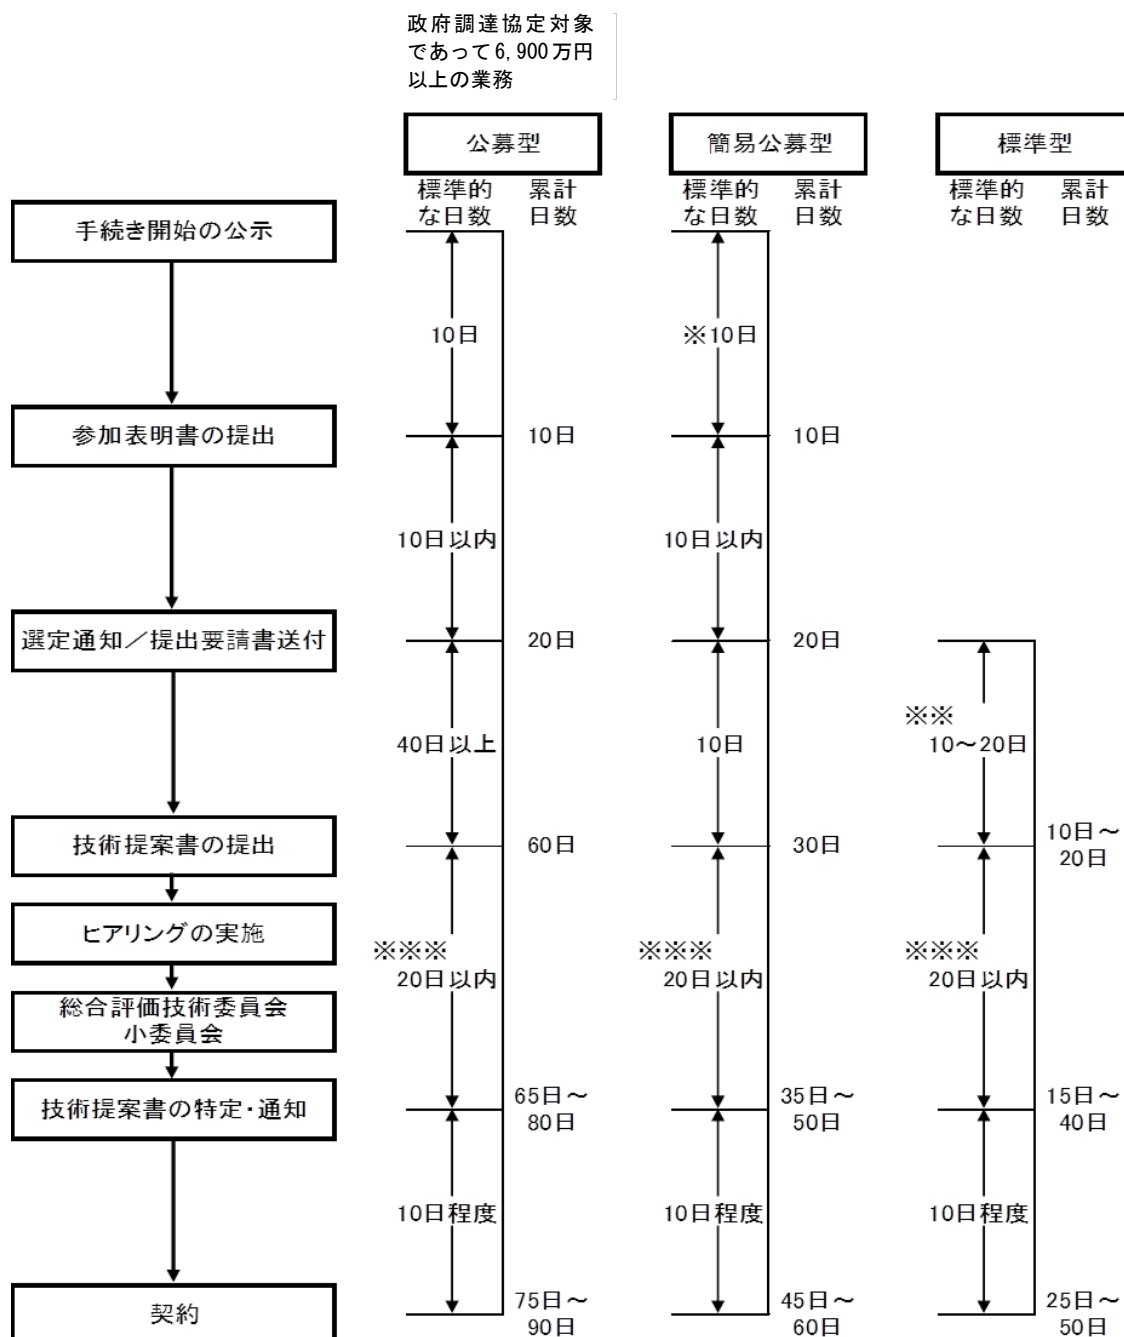 政府調達協定対象
であって6,900万円
以上の業務
公募型
簡易公募型
標準型
標準的
な日数
累計
日数
標準的
な日数
累計
日数
標準的
な日数
累計
日数
手続き開始の公示
10日
※10日
参加表明書の提出
10日
10日
10日以内
10日以内
選定通知／提出要請書送付
20日
20日
40日以上
10日
※※
10～20日
技術提案書の提出
60日
30日
10日～
20日
ヒアリングの実施
※※※
20日以内
※※※
20日以内
※※※
20日以内
総合評価技術委員会
小委員会
技術提案書の特定・通知
65日～
80日
35日～
50日
15日～
40日
10日程度
10日程度
10日程度
契約
75日～
90日
45日～
60日
25日～
50日